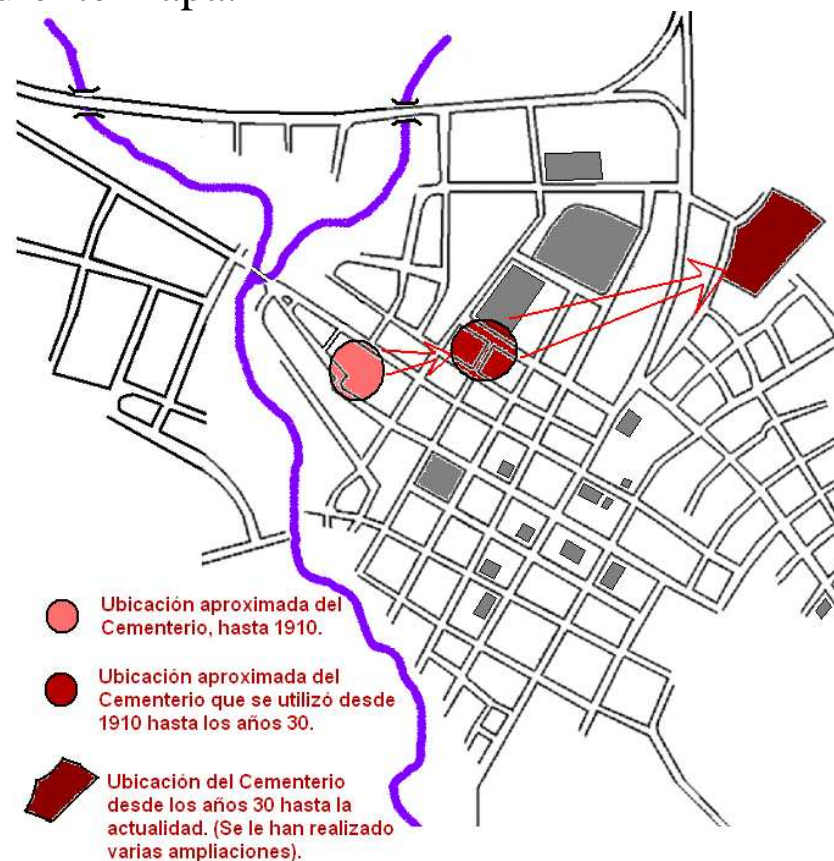 Ubicación aproximada del
Cementerio, hasta 1910.
Ubicación aproximada del
Cementerio que se utilizó desde
1910 hasta los años 30.
Ubicación del Cementerio
desde los años 30 hasta la
actualidad. (Se le han realizado
varias ampliaciones).